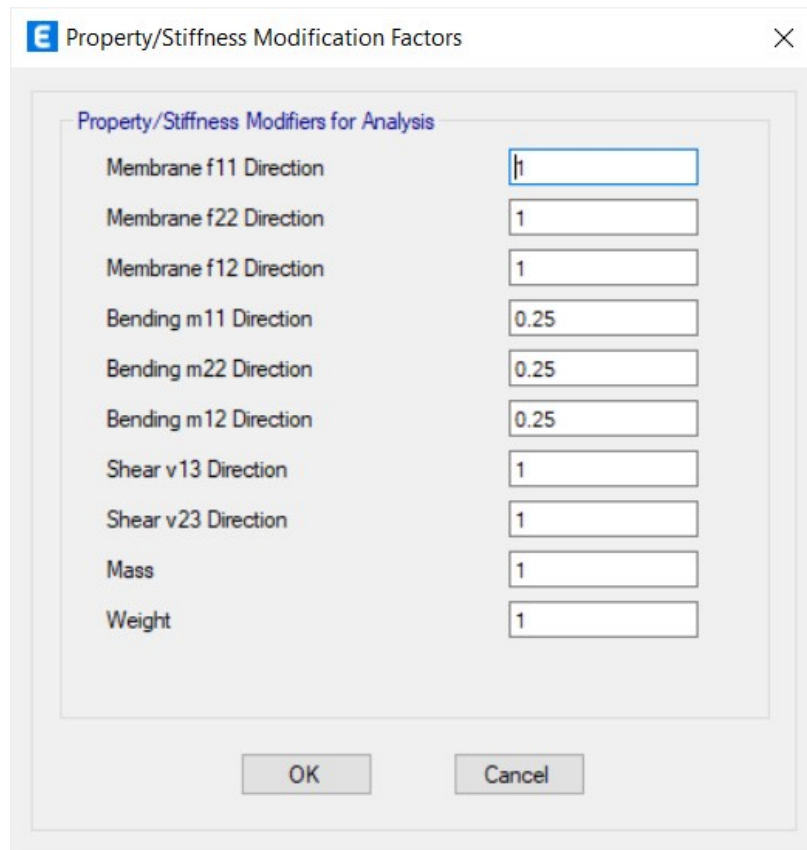 E Property/Stiffness Modification Factors
Property/Stiffness Modifiers for Analysis
Membrane f11 Direction 1
Membrane f22 Direction 1
Membrane f12 Direction 1
Bending m11 Direction 0.25
Bending m22 Direction 0.25
Bending m12 Direction 0.25
Shear v13 Direction 1
Shear v23 Direction 1
Mass 1
Weight 1
OK Cancel